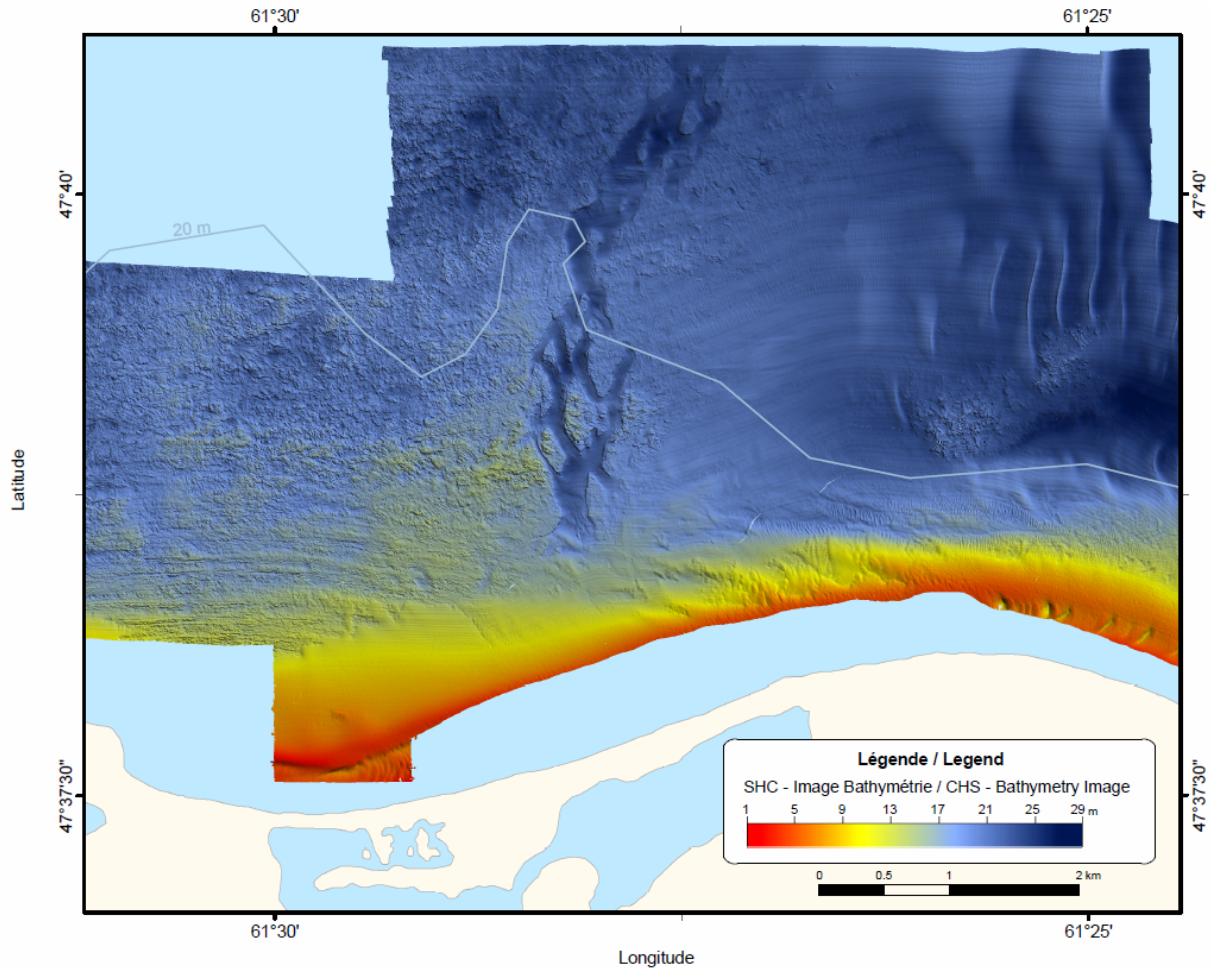 61°30' 61°25'
20 m
47°40' 47°40'
Latitude
47°37'30" 47°37'30"
Légende / Legend
SHC - Image Bathymétrie / CHS - Bathymetry Image
1 5 9 13 17 21 25 29 m
0 0.5 1 2 km
61°30' 61°25'
Longitude